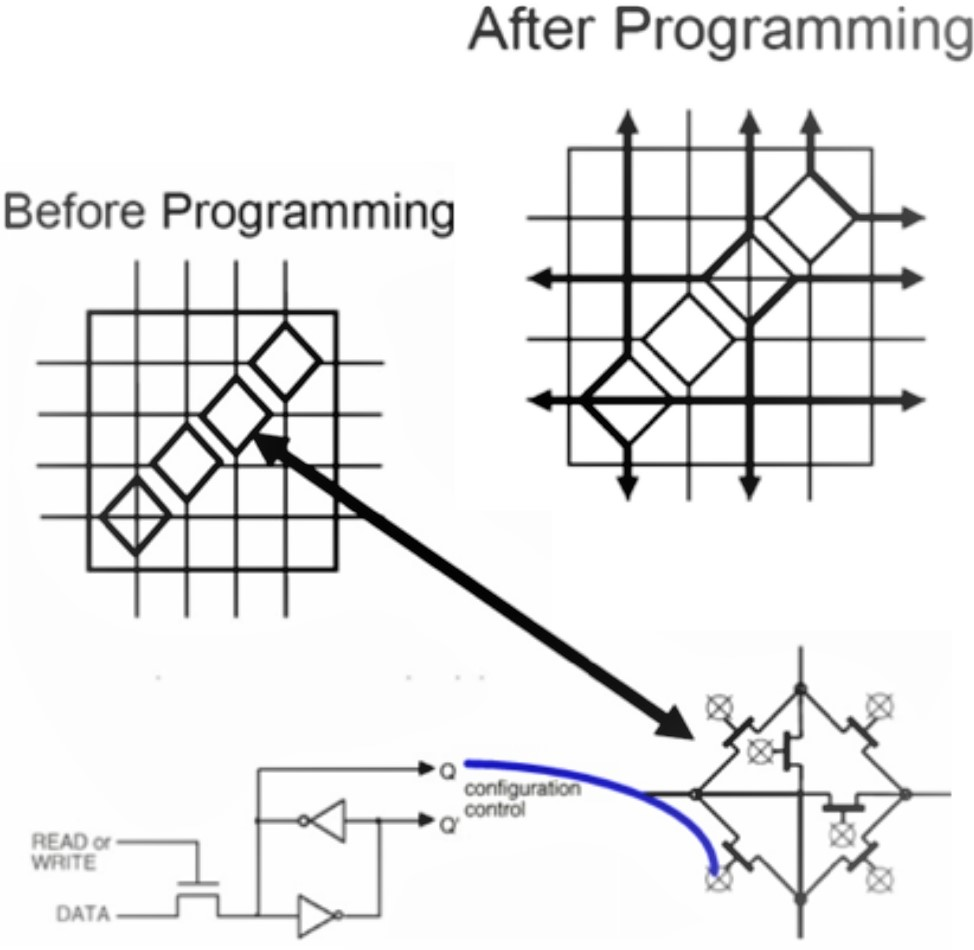 After Programming
Before Programming
Q
configuration
control
Q'
READ or
WRITE
DATA